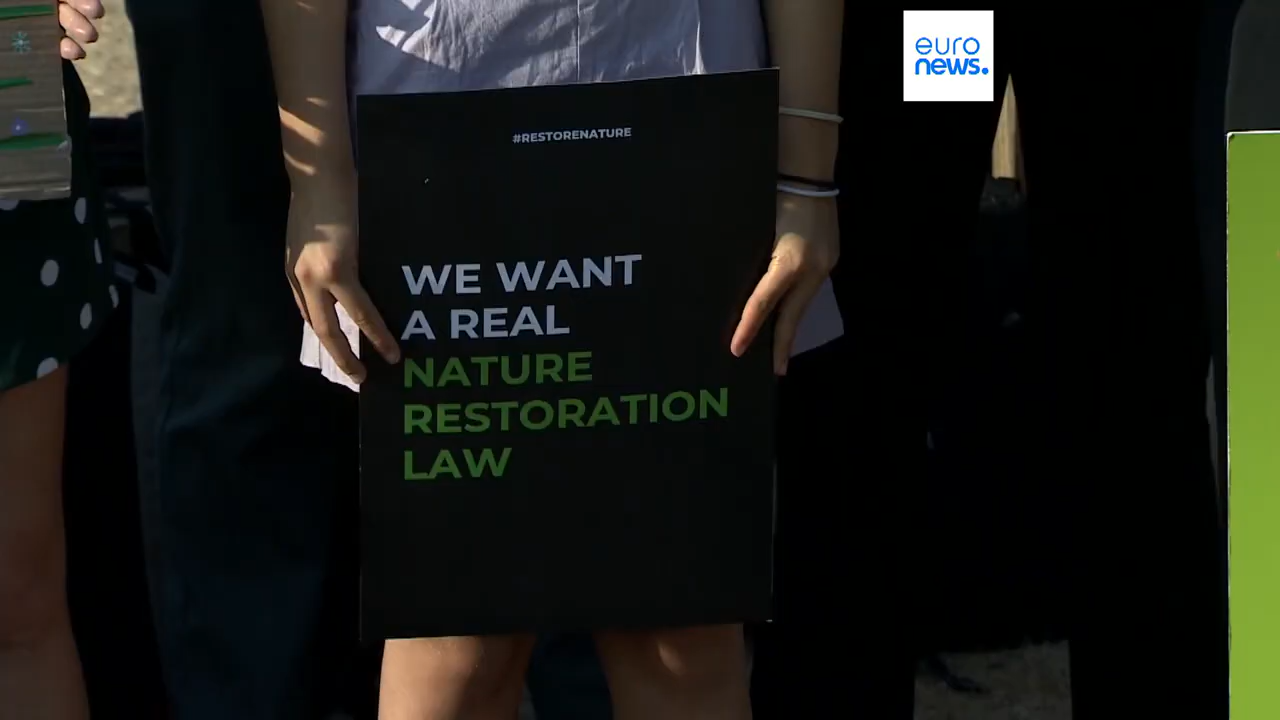 euro
news.
#RESTORENATURE
WE WANT
A REAL
NATURE
RESTORATION
LAW